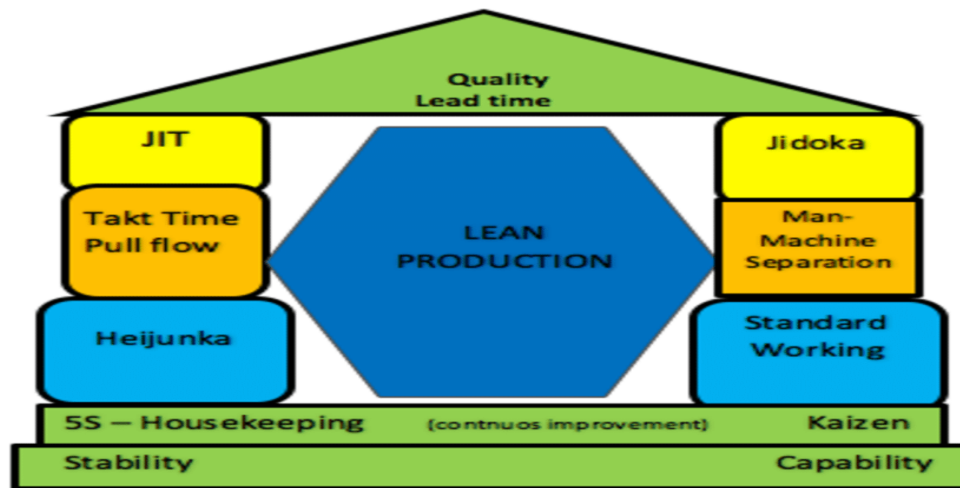 Quality
Lead time
JIT
Jidoka
Takt Time
Pull flow
LEAN
PRODUCTION
Man-
Machine
Separation
Heijunka
Standard
Working
5S – Housekeeping (contnuos improvement) Kaizen
Stability Capability